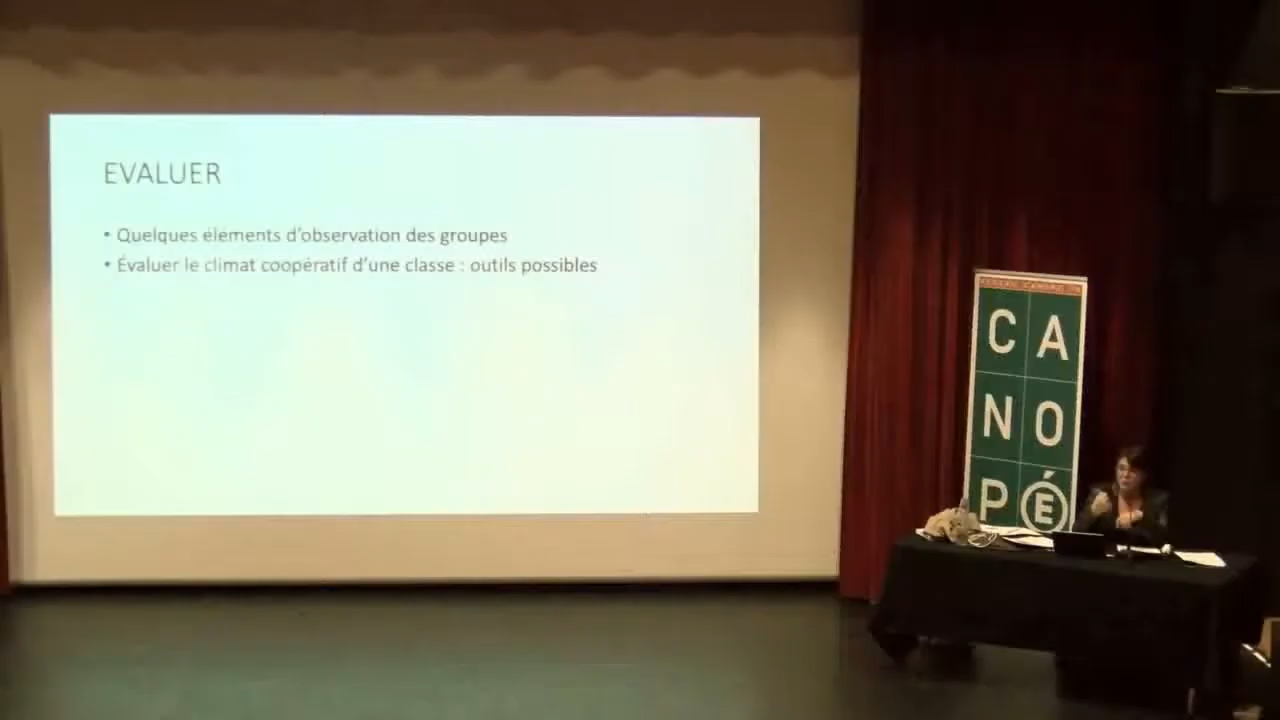 EVALUER
• Quelques éléments d'observation des groupes
• Évaluer le climat coopératif d'une classe : outils possibles
C A
N O
P É